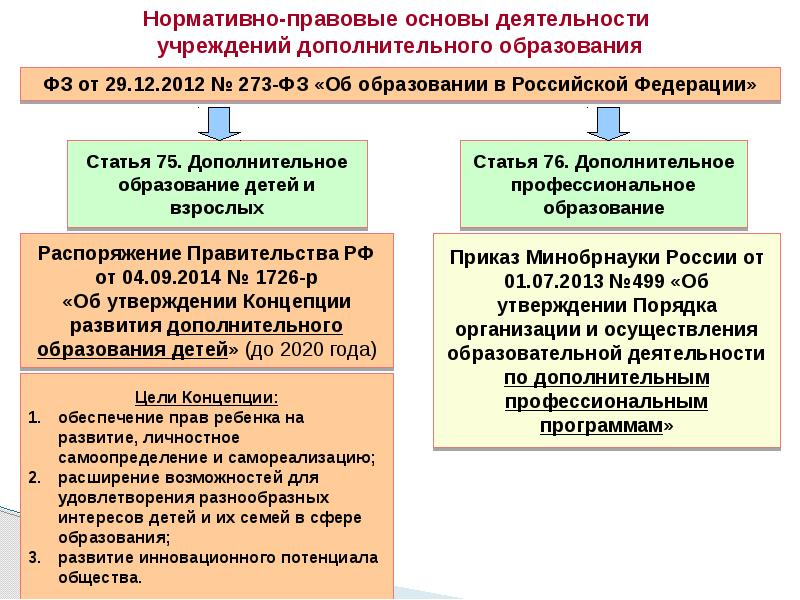 Нормативно-правовые основы деятельности
учреждений дополнительного образования
ФЗ от 29.12.2012 № 273-ФЗ «Об образовании в Российской Федерации»
Статья 75. Дополнительное
образование детей и
взрослых
Распоряжение Правительства РФ
от 04.09.2014 № 1726-р
«Об утверждении Концепции
развития дополнительного
образования детей» (до 2020 года)
Цели Концепции:
1. обеспечение прав ребенка на
развитие, личностное
самоопределение и самореализацию;
2. расширение возможностей для
удовлетворения разнообразных
интересов детей и их семей в сфере
образования;
3. развитие инновационного потенциала
общества.
Статья 76. Дополнительное
профессиональное
образование
Приказ Минобрнауки России от
01.07.2013 №499 «Об
утверждении Порядка
организации и осуществления
образовательной деятельности
по дополнительным
профессиональным
программам»